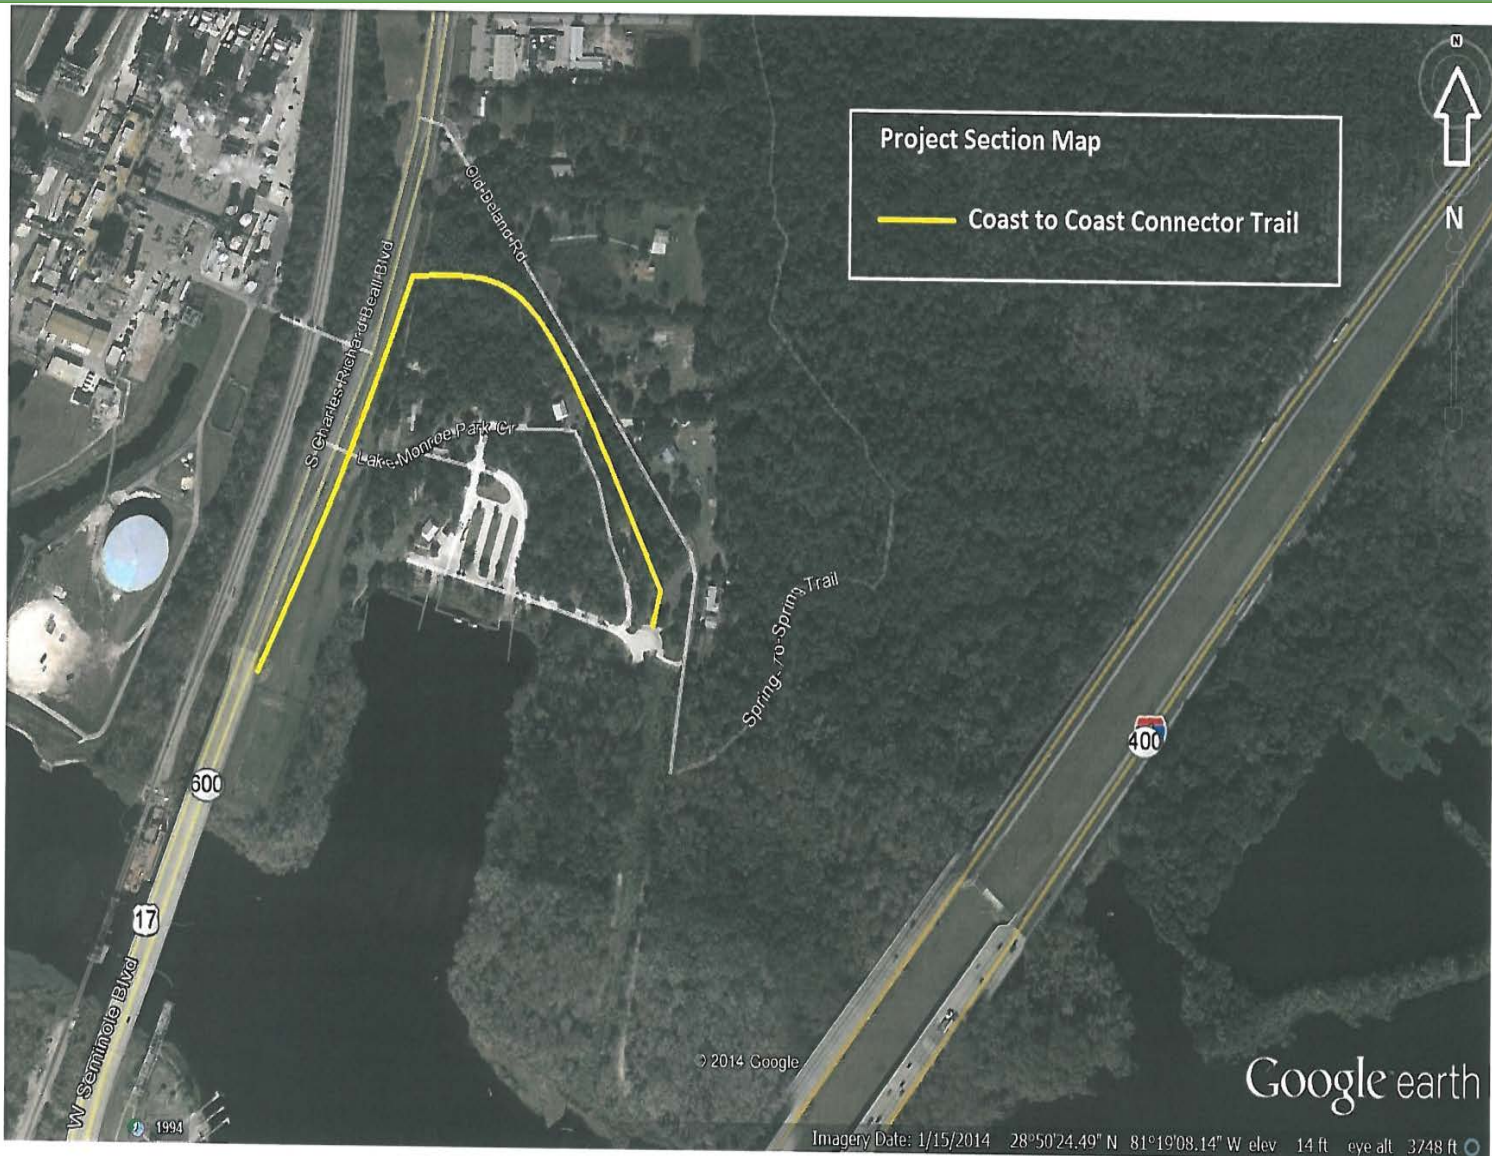 N
Project Section Map
Coast to Coast Connector Trail
N
Old Deland Rd
S Charles Richard Beall Blvd
Lake Monroe Park Cr
Spring-To-Spring Trail
400
600
17
W Seminole Blvd
© 2014 Google
Google earth
1994
Imagery Date: 1/15/2014 28°50'24.49" N 81°19'08.14" W elev 14 ft eye alt 3748 ft